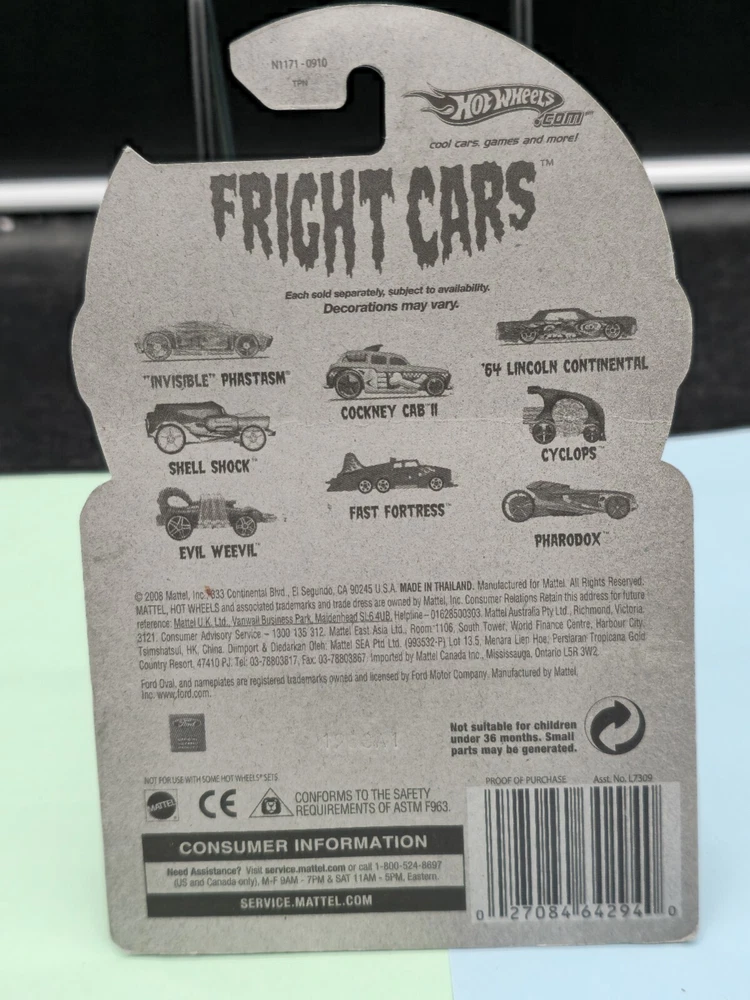 N1171-0910
TPN
HOT WHEELS
.COM
cool cars, games and more!
FRIGHT CARS™
Each sold separately, subject to availability.
Decorations may vary.
"INVISIBLE" PHASTASM™
COCKNEY CAB II
'64 LINCOLN CONTINENTAL
SHELL SHOCK™
CYCLOPS™
FAST FORTRESS™
EVIL WEEVIL™
PHARODOX™
© 2008 Mattel, Inc. 333 Continental Blvd., El Segundo, CA 90245 U.S.A. MADE IN THAILAND. Manufactured for Mattel. All Rights Reserved.
MATTEL, HOT WHEELS and associated trademarks and trade dress are owned by Mattel, Inc. Consumer Relations Retain this address for future
reference: Mattel U.K. Ltd., Vanwall Business Park, Maidenhead SL6 4UB. Helpline – 01628500303. Mattel Australia Pty Ltd., Richmond, Victoria.
3121. Consumer Advisory Service – 1300 135 312. Mattel East Asia Ltd., Room 1106, South Tower, World Finance Centre, Harbour City,
Tsimshatsui, HK, China. Diimport & Diedarkan Oleh: Mattel SEA Ptd Ltd. (993532-P) Lot 13.5, Menara Lien Hoe, Persiaran Tropicana Gold
Country Resort, 47410 PJ. Tel: 03-78803817, Fax: 03-78803867. Imported by Mattel Canada Inc., Mississauga, Ontario L5R 3W2.
Ford Oval, and nameplates are registered trademarks owned and licensed by Ford Motor Company. Manufactured by Mattel,
Inc. www.ford.com.
Ford
Not suitable for children
under 36 months. Small
parts may be generated.
NOT FOR USE WITH SOME HOT WHEELS® SETS
MATTEL
CE
CONFORMS TO THE SAFETY
REQUIREMENTS OF ASTM F963.
PROOF OF PURCHASE Asst. No. L7309
CONSUMER INFORMATION
Need Assistance? Visit service.mattel.com or call 1-800-524-8697
(US and Canada only), M-F 9AM - 7PM & SAT 11AM - 5PM, Eastern.
SERVICE.MATTEL.COM
0 27084 64294 0